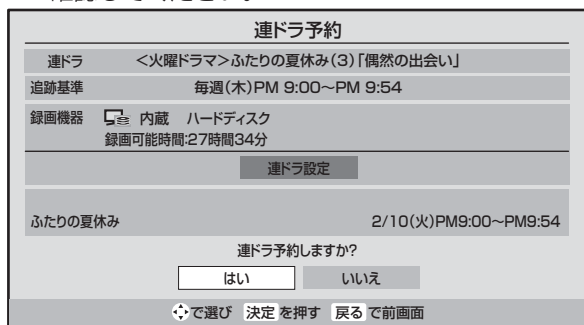 連ドラ予約
連ドラ <火曜ドラマ>ふたりの夏休み(3)「偶然の出会い」
追跡基準 毎週(木)PM 9:00~PM 9:54
録画機器 内蔵 ハードディスク
録画可能時間:27時間34分
連ドラ設定
ふたりの夏休み 2/10(火)PM9:00~PM9:54
連ドラ予約しますか?
はい いいえ
で選び 決定 を押す 戻る で前画面